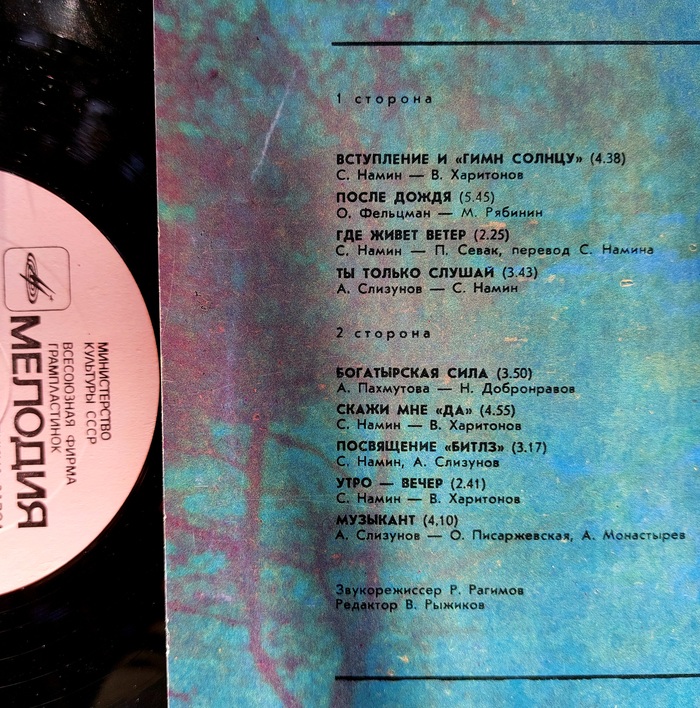 1 сторона
ВСТУПЛЕНИЕ И «ГИМН СОЛНЦУ» (4.38)
С. Намин — В. Харитонов
ПОСЛЕ ДОЖДЯ (5.45)
О. Фельцман — М. Рябинин
ГДЕ ЖИВЕТ ВЕТЕР (2.25)
С. Намин — П. Севак, перевод С. Намина
ТЫ ТОЛЬКО СЛУШАЙ (3.43)
А. Слизунов — С. Намин
2 сторона
БОГАТЫРСКАЯ СИЛА (3.50)
А. Пахмутова — Н. Добронравов
СКАЖИ МНЕ «ДА» (4.55)
С. Намин — В. Харитонов
ПОСВЯЩЕНИЕ «БИТЛЗ» (3.17)
С. Намин, А. Слизунов
УТРО — ВЕЧЕР (2.41)
С. Намин — В. Харитонов
МУЗЫКАНТ (4.10)
А. Слизунов — О. Писаржевская, А. Монастырев
Звукорежиссер Р. Рагимов
Редактор В. Рыжиков
МИНИСТЕРСТВО
КУЛЬТУРЫ СССР
ВСЕСОЮЗНАЯ ФИРМА
ГРАМПЛАСТИНОК
МЕЛОДИЯ